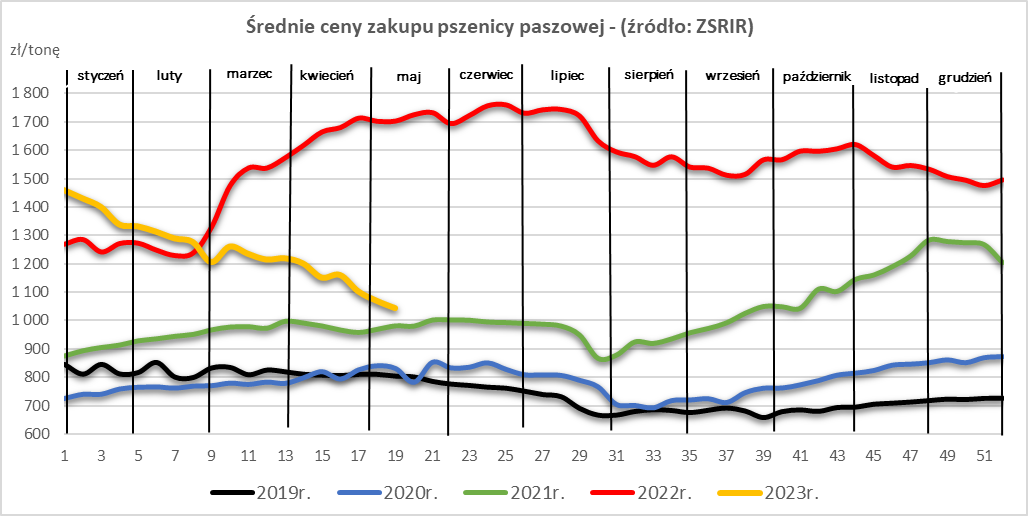 Średnie ceny zakupu pszenicy paszowej - (źródło: ZSRIR)
zł/tonę
styczeń luty marzec kwiecień maj czerwiec lipiec sierpień wrzesień październik listopad grudzień
1 800
1 700
1 600
1 500
1 400
1 300
1 200
1 100
1 000
900
800
700
600
1 3 5 7 9 11 13 15 17 19 21 23 25 27 29 31 33 35 37 39 41 43 45 47 49 51
2019r. 2020r. 2021r. 2022r. 2023r.